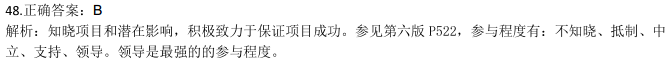 48.正确答案：B
解析：知晓项目和潜在影响，积极致力于保证项目成功。参见第六版 P522，参与程度有：不知晓、抵制、中
立、支持、领导。领导是最强的的参与程度。